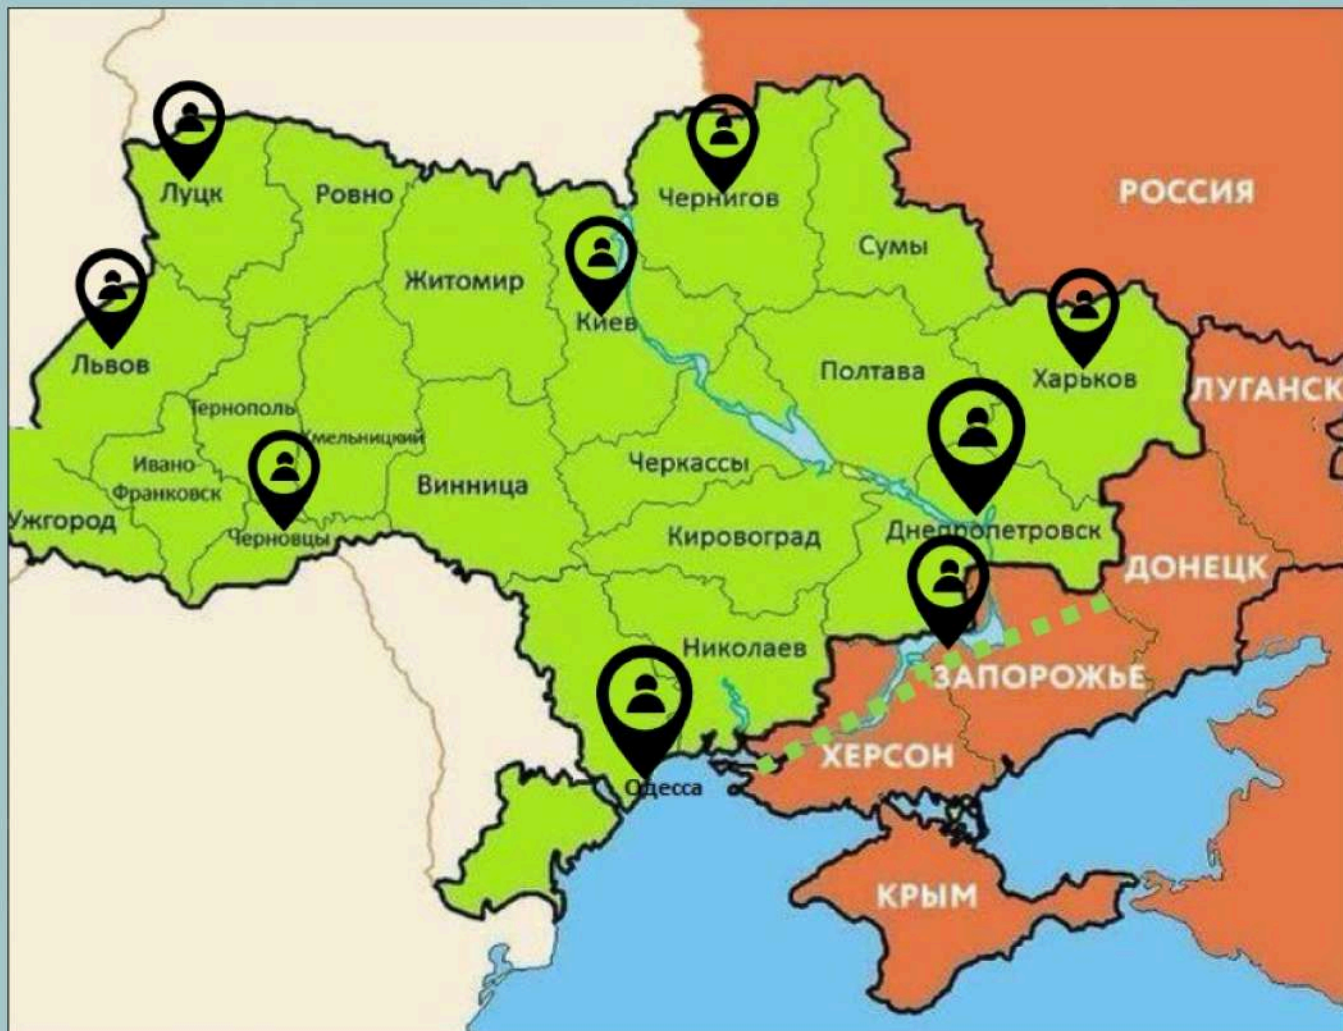 Луцк
Ровно
Чернигов
РОССИЯ
Сумы
Житомир
Киев
Львов
Полтава
Харьков
ЛУГАНСК
Тернополь
Хмельницкий
Ивано-
Франковск
Черкассы
Винница
Ужгород
Черновцы
Кировоград
Днепропетровск
ДОНЕЦК
Николаев
ЗАПОРОЖЬЕ
ХЕРСОН
Одесса
КРЫМ